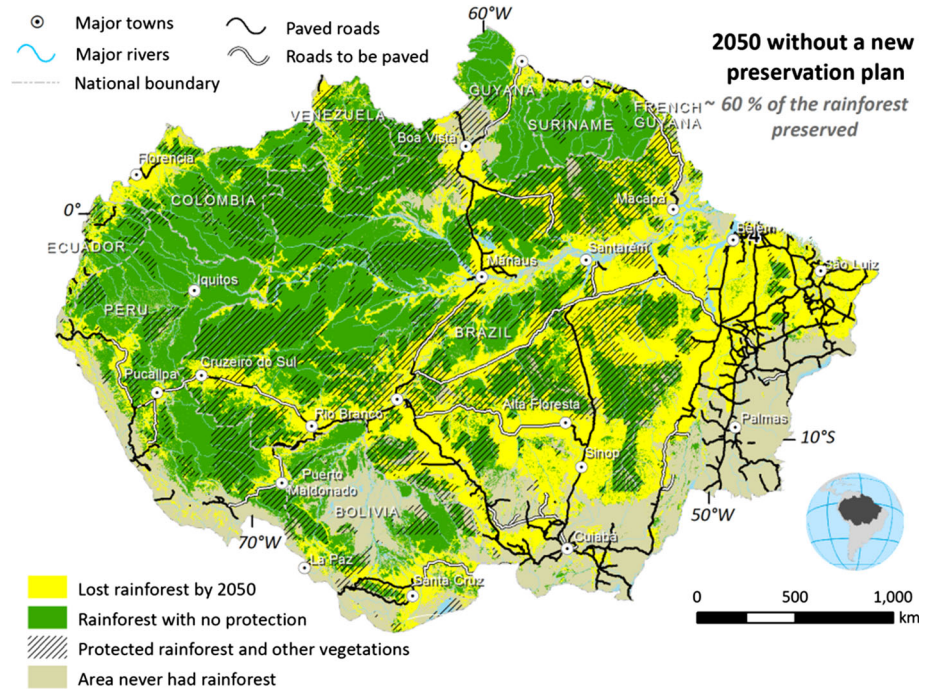 Major towns
Major rivers
National boundary
Paved roads
Roads to be paved
60°W
2050 without a new
preservation plan
~ 60 % of the rainforest
preserved
GUYANA
VENEZUELA
SURINAME
FRENCH
GUYANA
Boa Vista
Florencia
COLOMBIA
Macapa
0°
ECUADOR
Belém
Santarém
Manaus
São Luiz
Iquitos
PERU
BRAZIL
Cruzeiro do Sul
Pucallpa
Alta Floresta
Rio Branco
Palmas
10°S
Sinop
Puerto
Maldonado
BOLIVIA
50°W
70°W
Cuiabá
La Paz
Santa Cruz
Lost rainforest by 2050
Rainforest with no protection
Protected rainforest and other vegetations
Area never had rainforest
0 500 1,000
km